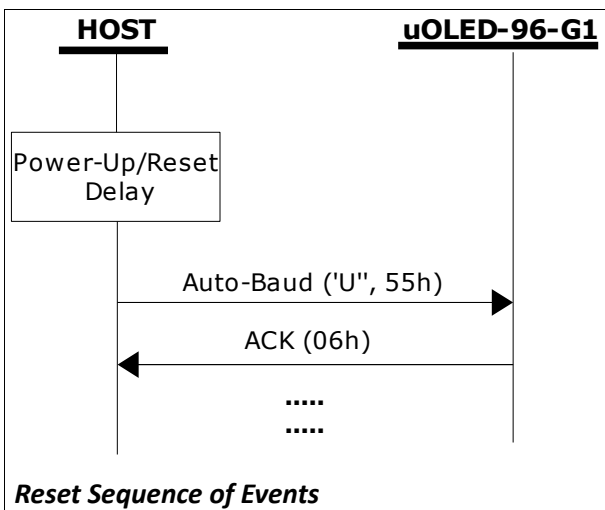 HOST
uOLED-96-G1
Power-Up/Reset
Delay
Auto-Baud ('U'', 55h)
ACK (06h)
.....
.....
Reset Sequence of Events